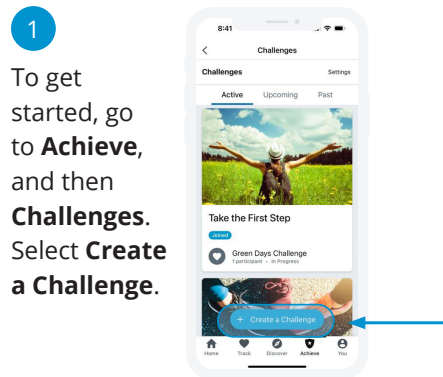 1
To get
started, go
to Achieve,
and then
Challenges.
Select Create
a Challenge.
8:41
Challenges
Challenges Settings
Active Upcoming Past
Take the First Step
Joined
Green Days Challenge
1 participant • In Progress
+ Create a Challenge
Home Track Discover Achieve You